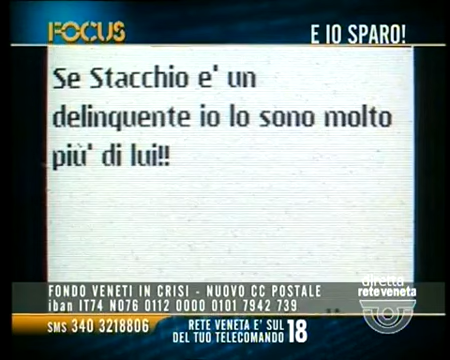 FOCUS
E IO SPARO!
Se Stacchio e' un
delinquente io lo sono molto
più' di lui!!
FONDO VENETI IN CRISI - NUOVO CC POSTALE
iban IT74 N076 0112 0000 0101 7942 739
diretta
reteveneta
SMS 340 3218806
RETE VENETA E' SUL
DEL TUO TELECOMANDO 18